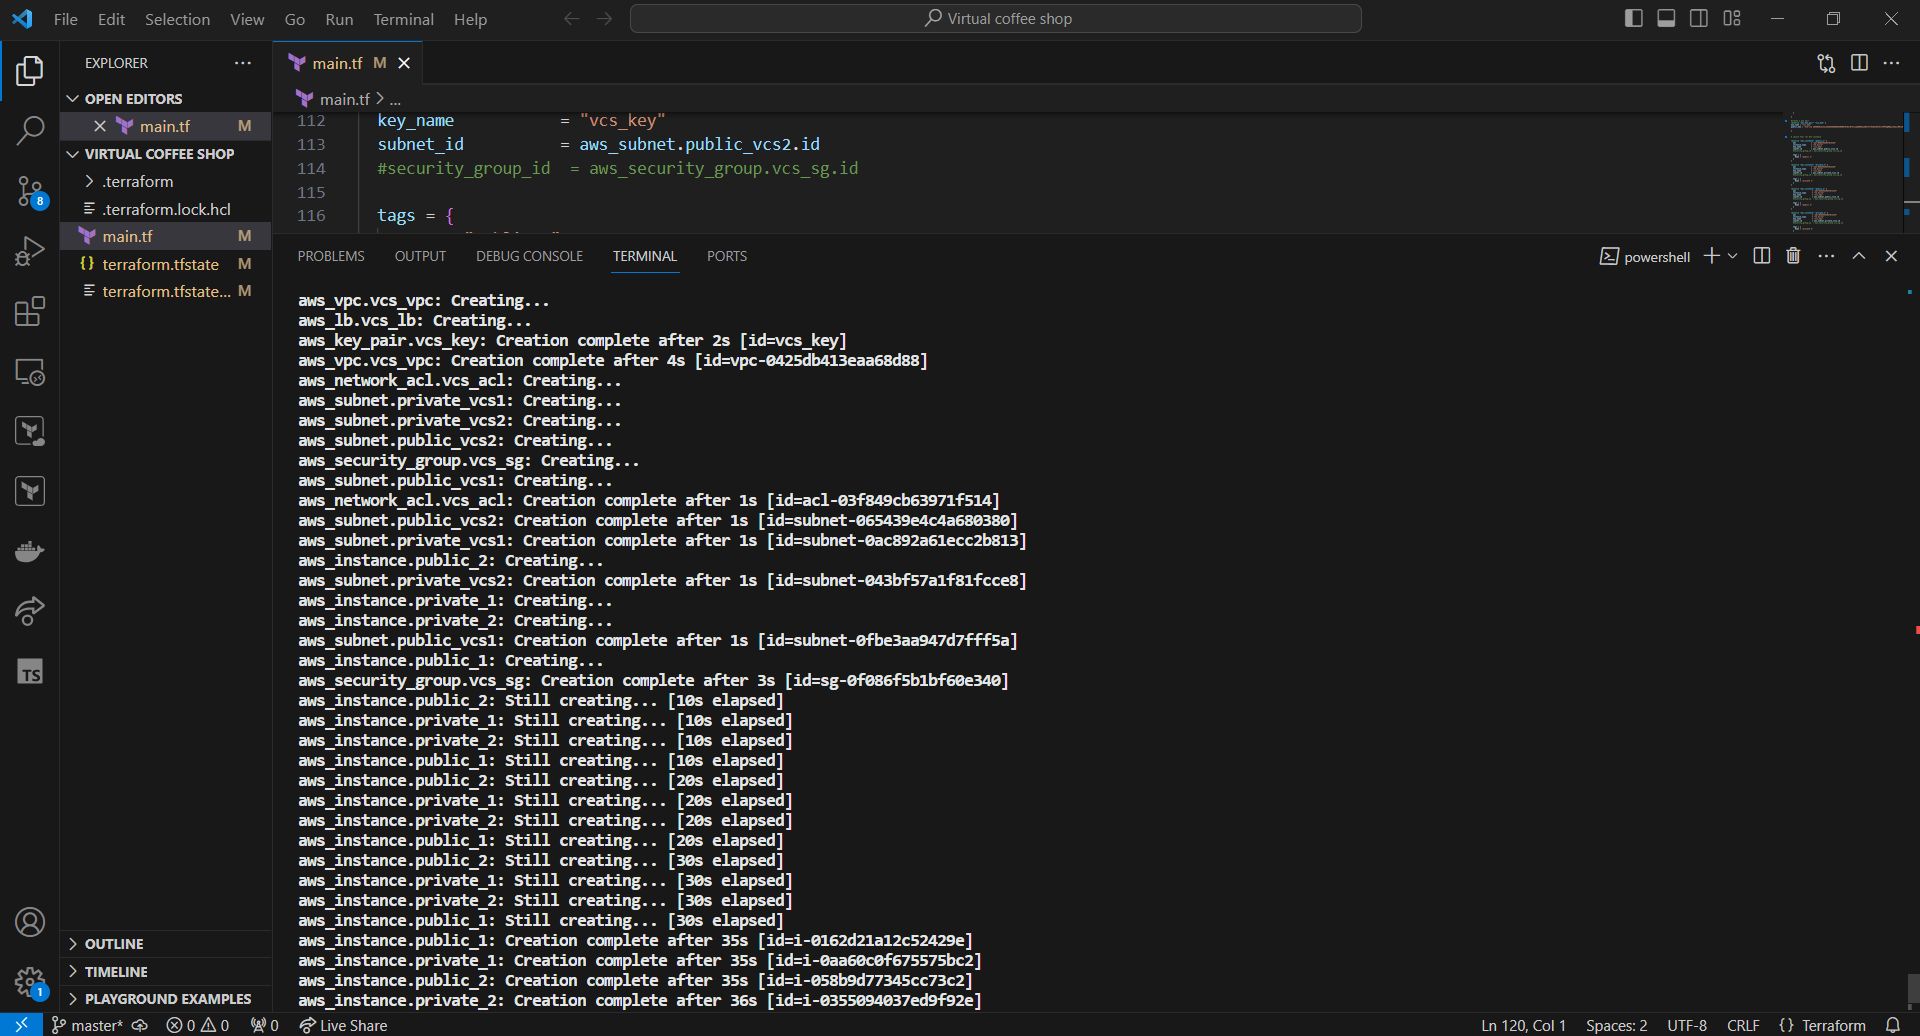 File Edit Selection View Go Run Terminal Help
Virtual coffee shop
EXPLORER
OPEN EDITORS
main.tf M
VIRTUAL COFFEE SHOP
.terraform
.terraform.lock.hcl
main.tf M
terraform.tfstate M
terraform.tfstate... M
8
TS
1
OUTLINE
TIMELINE
PLAYGROUND EXAMPLES
main.tf M
main.tf > ...
112 key_name = "vcs_key"
113 subnet_id = aws_subnet.public_vcs2.id
114 #security_group_id = aws_security_group.vcs_sg.id
115
116 tags = {
PROBLEMS OUTPUT DEBUG CONSOLE TERMINAL PORTS
powershell
aws_vpc.vcs_vpc: Creating...
aws_lb.vcs_lb: Creating...
aws_key_pair.vcs_key: Creation complete after 2s [id=vcs_key]
aws_vpc.vcs_vpc: Creation complete after 4s [id=vpc-0425db413eaa68d88]
aws_network_acl.vcs_acl: Creating...
aws_subnet.private_vcs1: Creating...
aws_subnet.private_vcs2: Creating...
aws_subnet.public_vcs2: Creating...
aws_security_group.vcs_sg: Creating...
aws_subnet.public_vcs1: Creating...
aws_network_acl.vcs_acl: Creation complete after 1s [id=acl-03f849cb63971f514]
aws_subnet.public_vcs2: Creation complete after 1s [id=subnet-065439e4c4a680380]
aws_subnet.private_vcs1: Creation complete after 1s [id=subnet-0ac892a61ecc2b813]
aws_instance.public_2: Creating...
aws_subnet.private_vcs2: Creation complete after 1s [id=subnet-043bf57a1f81fcce8]
aws_instance.private_1: Creating...
aws_instance.private_2: Creating...
aws_subnet.public_vcs1: Creation complete after 1s [id=subnet-0fbe3aa947d7fff5a]
aws_instance.public_1: Creating...
aws_security_group.vcs_sg: Creation complete after 3s [id=sg-0f086f5b1bf60e340]
aws_instance.public_2: Still creating... [10s elapsed]
aws_instance.private_1: Still creating... [10s elapsed]
aws_instance.private_2: Still creating... [10s elapsed]
aws_instance.public_1: Still creating... [10s elapsed]
aws_instance.public_2: Still creating... [20s elapsed]
aws_instance.private_1: Still creating... [20s elapsed]
aws_instance.private_2: Still creating... [20s elapsed]
aws_instance.public_1: Still creating... [20s elapsed]
aws_instance.public_2: Still creating... [30s elapsed]
aws_instance.private_1: Still creating... [30s elapsed]
aws_instance.private_2: Still creating... [30s elapsed]
aws_instance.public_1: Still creating... [30s elapsed]
aws_instance.public_1: Creation complete after 35s [id=i-0162d21a12c52429e]
aws_instance.private_1: Creation complete after 35s [id=i-0aa60c0f675575bc2]
aws_instance.public_2: Creation complete after 35s [id=i-058b9d77345cc73c2]
aws_instance.private_2: Creation complete after 36s [id=i-0355094037ed9f92e]
master* 0 0 0 Live Share Ln 120, Col 1 Spaces: 2 UTF-8 CRLF {} Terraform